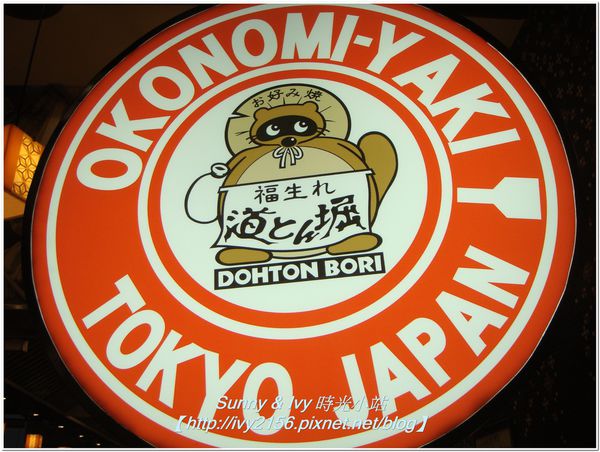 OKONOMI-YAKI
お好み焼
福生れ
道とん堀
DOHTON BORI
TOKYO JAPAN
Sunny & Ivy 時光小站
【http://ivy2156.pixnet.net/blog】